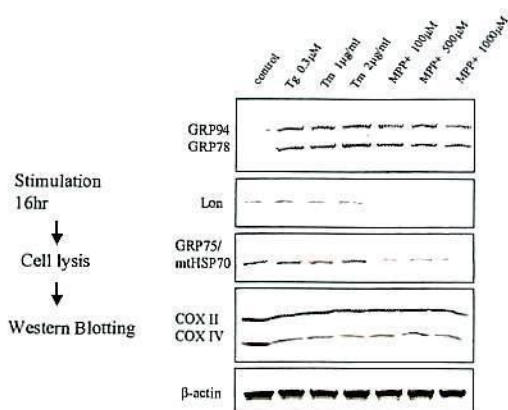 control
Tg 0.3μM
Tm 1μg/ml
Tm 2μg/ml
MPP+ 100μM
MPP+ 500μM
MPP+ 1000μM
GRP94
GRP78
Lon
GRP75/
mtHSP70
COX II
COX IV
β-actin
Stimulation
16hr
Cell lysis
Western Blotting